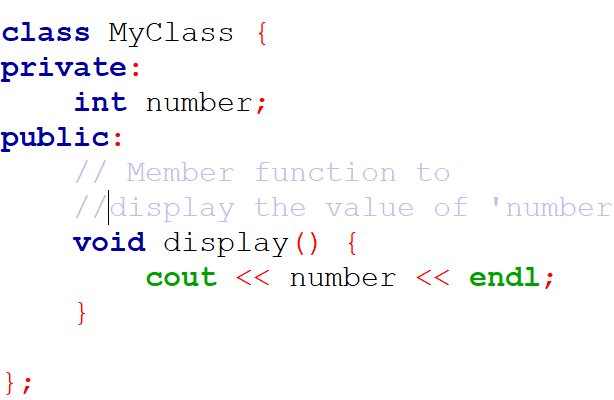 class MyClass {
private:
    int number;
public:
    // Member function to
    //display the value of 'number
    void display() {
        cout << number << endl;
    }
};